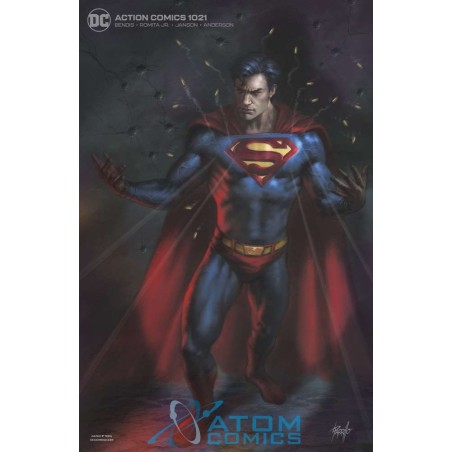 DC ACTION COMICS 1021
BENDIS • ROMITA JR. • JANSON • ANDERSON
S
ATOM
COMICS